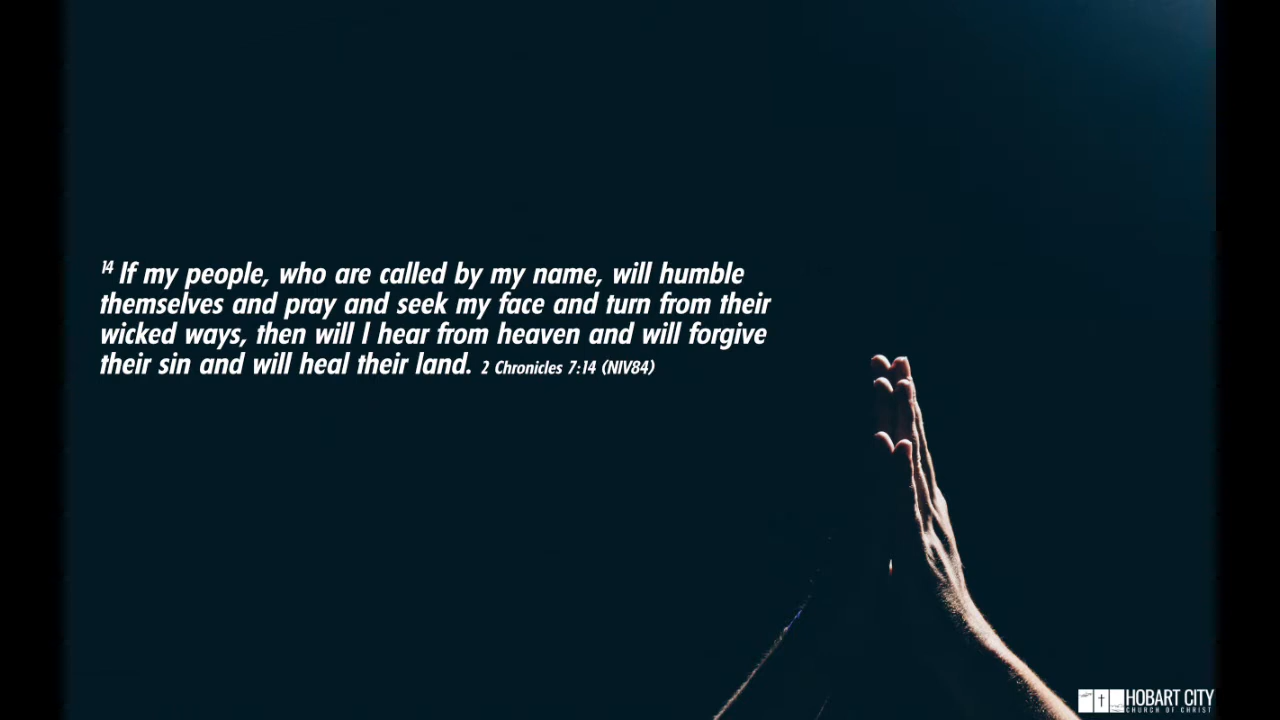 ¹⁴ If my people, who are called by my name, will humble
themselves and pray and seek my face and turn from their
wicked ways, then will I hear from heaven and will forgive
their sin and will heal their land. 2 Chronicles 7:14 (NIV84)
HOBART CITY
CHURCH OF CHRIST